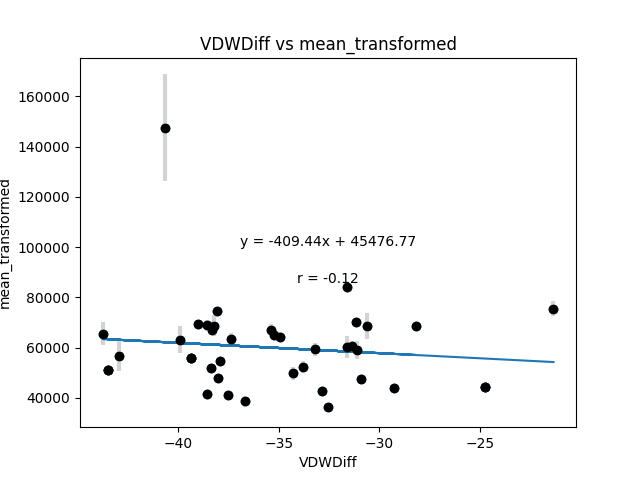 VDWDiff vs mean_transformed
160000
140000
120000
100000
80000
60000
40000
mean_transformed
y = -409.44x + 45476.77
r = -0.12
−40
−35
−30
−25
VDWDiff